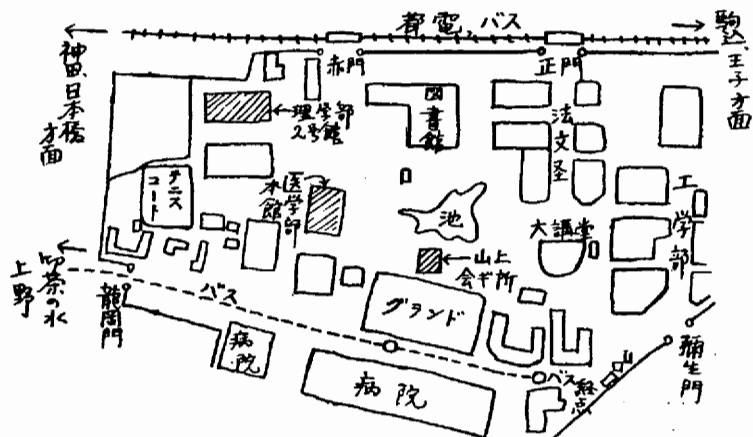 都電、バス
駒込、王子方面
神田、日本橋
方面
赤門
正門
理学部
2号館
図書館
法文経
工学部
テニス
コート
医学部
本館
池
大講堂
山上
会ギ所
御茶の水
上野
バス
龍岡門
グランド
病院
病院
バス
終点
彌生門